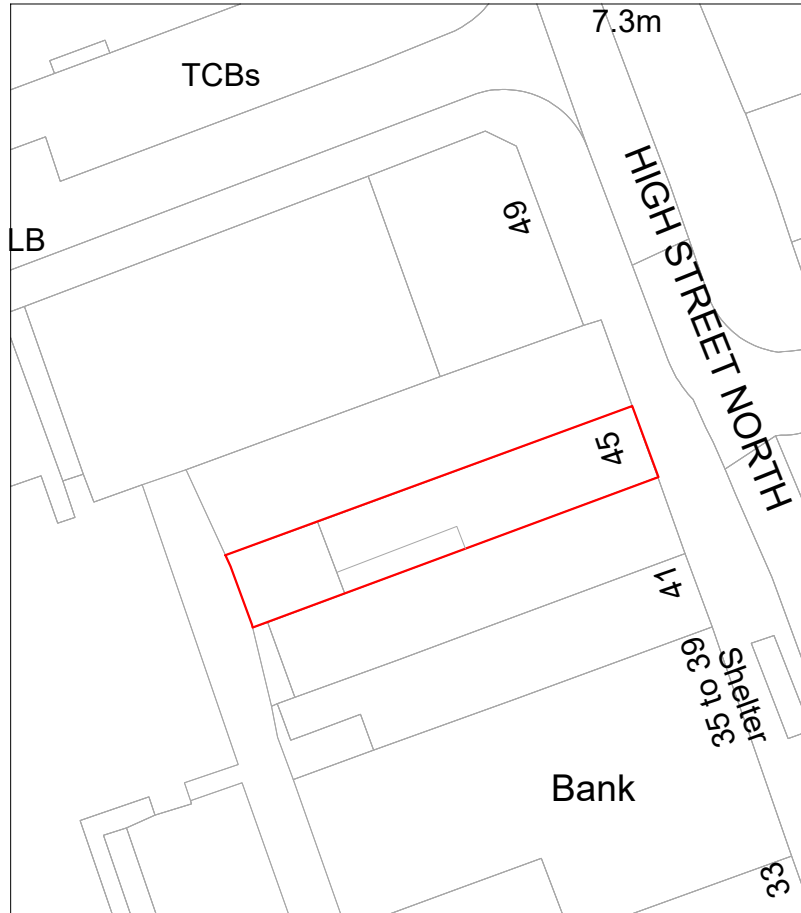 7.3m
TCBs
HIGH STREET NORTH
49
LB
45
41
35 to 39
Shelter
Bank
33